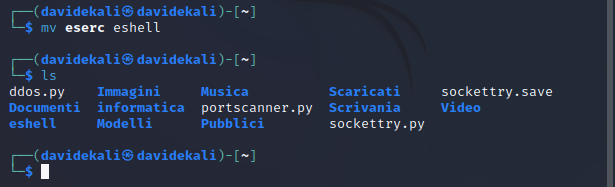 ┌──(davidekali㉿davidekali)-[~]
└─$ mv eserc eshell
┌──(davidekali㉿davidekali)-[~]
└─$ ls
ddos.py Immagini Musica Scaricati sockettry.save
Documenti informatica portscanner.py Scrivania Video
eshell Modelli Pubblici sockettry.py
┌──(davidekali㉿davidekali)-[~]
└─$